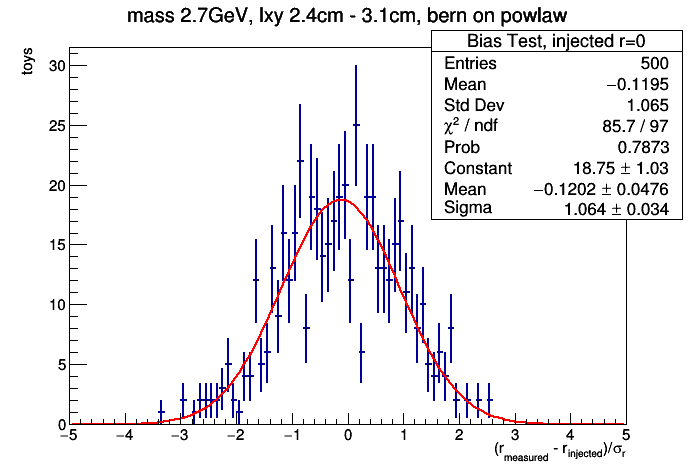 mass 2.7GeV, lxy 2.4cm - 3.1cm, bern on powlaw
Bias Test, injected r=0
Entries 500
Mean −0.1195
Std Dev 1.065
χ² / ndf 85.7 / 97
Prob 0.7873
Constant 18.75 ± 1.03
Mean −0.1202 ± 0.0476
Sigma 1.064 ± 0.034
toys
30
25
20
15
10
5
0
−5 −4 −3 −2 −1 0 1 2 3 4 5
(r_measured - r_injected)/σ_r